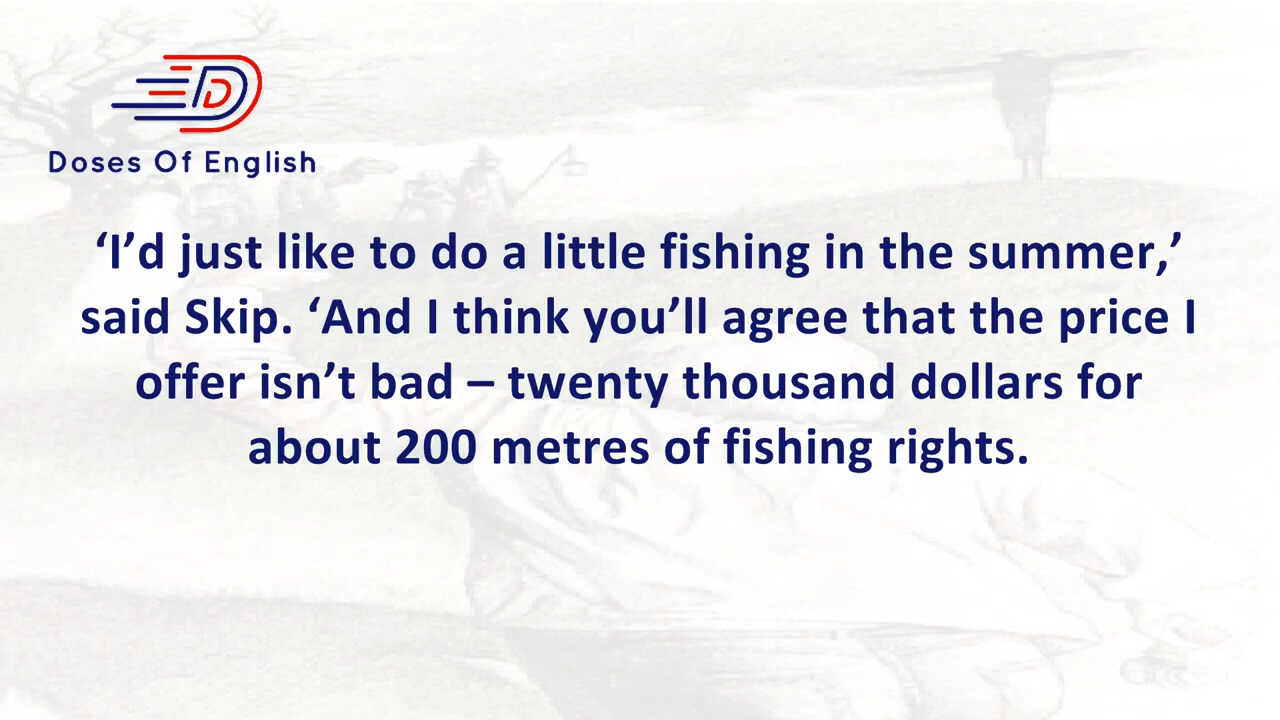 Doses Of English
‘I’d just like to do a little fishing in the summer,’
said Skip. ‘And I think you’ll agree that the price I
offer isn’t bad – twenty thousand dollars for
about 200 metres of fishing rights.